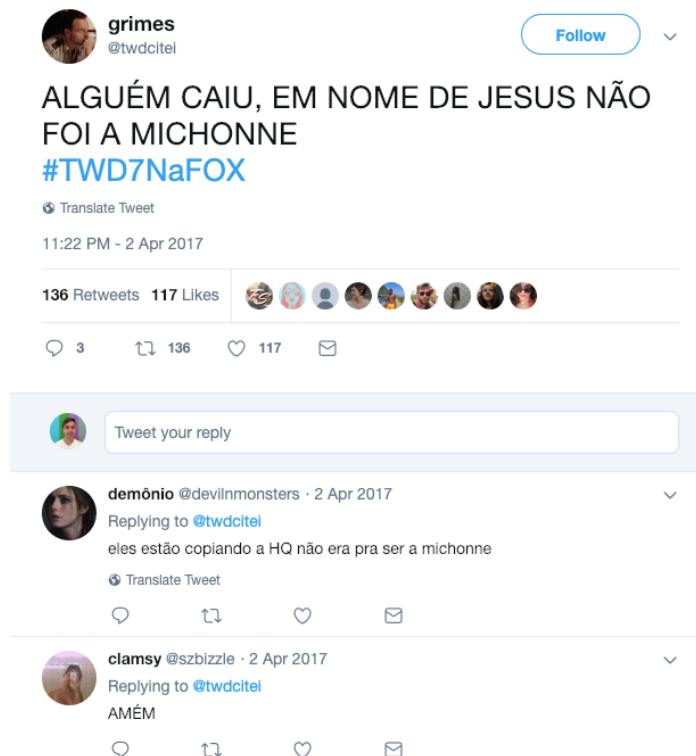 grimes
@twdcitei
Follow
ALGUÉM CAIU, EM NOME DE JESUS NÃO
FOI A MICHONNE
#TWD7NaFOX
Translate Tweet
11:22 PM - 2 Apr 2017
136 Retweets 117 Likes
3 136 117
Tweet your reply
demônio @devilnmonsters · 2 Apr 2017
Replying to @twdcitei
eles estão copiando a HQ não era pra ser a michonne
Translate Tweet
clamsy @szbizzle · 2 Apr 2017
Replying to @twdcitei
AMÉM